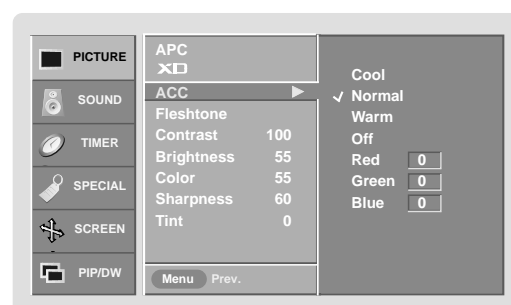 PICTURE
SOUND
TIMER
SPECIAL
SCREEN
PIP/DW
APC
XD
ACC
Fleshtone
Contrast 100
Brightness 55
Color 55
Sharpness 60
Tint 0
Menu Prev.
Cool
Normal
Warm
Off
Red 0
Green 0
Blue 0